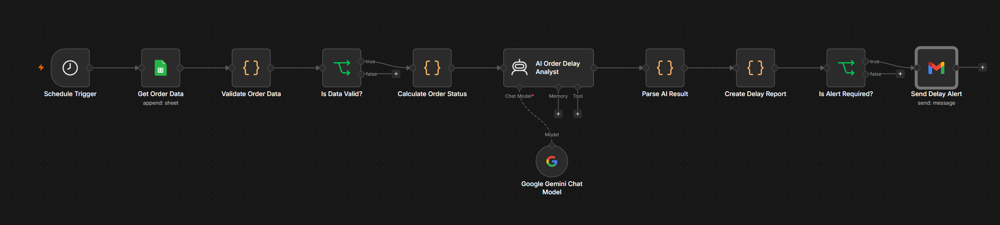 Schedule Trigger
Get Order Data
append: sheet
Validate Order Data
Is Data Valid?
true
false
Calculate Order Status
AI Order Delay
Analyst
Chat Model*
Memory
Tool
Model
Google Gemini Chat
Model
Parse AI Result
Create Delay Report
Is Alert Required?
true
false
Send Delay Alert
send: message